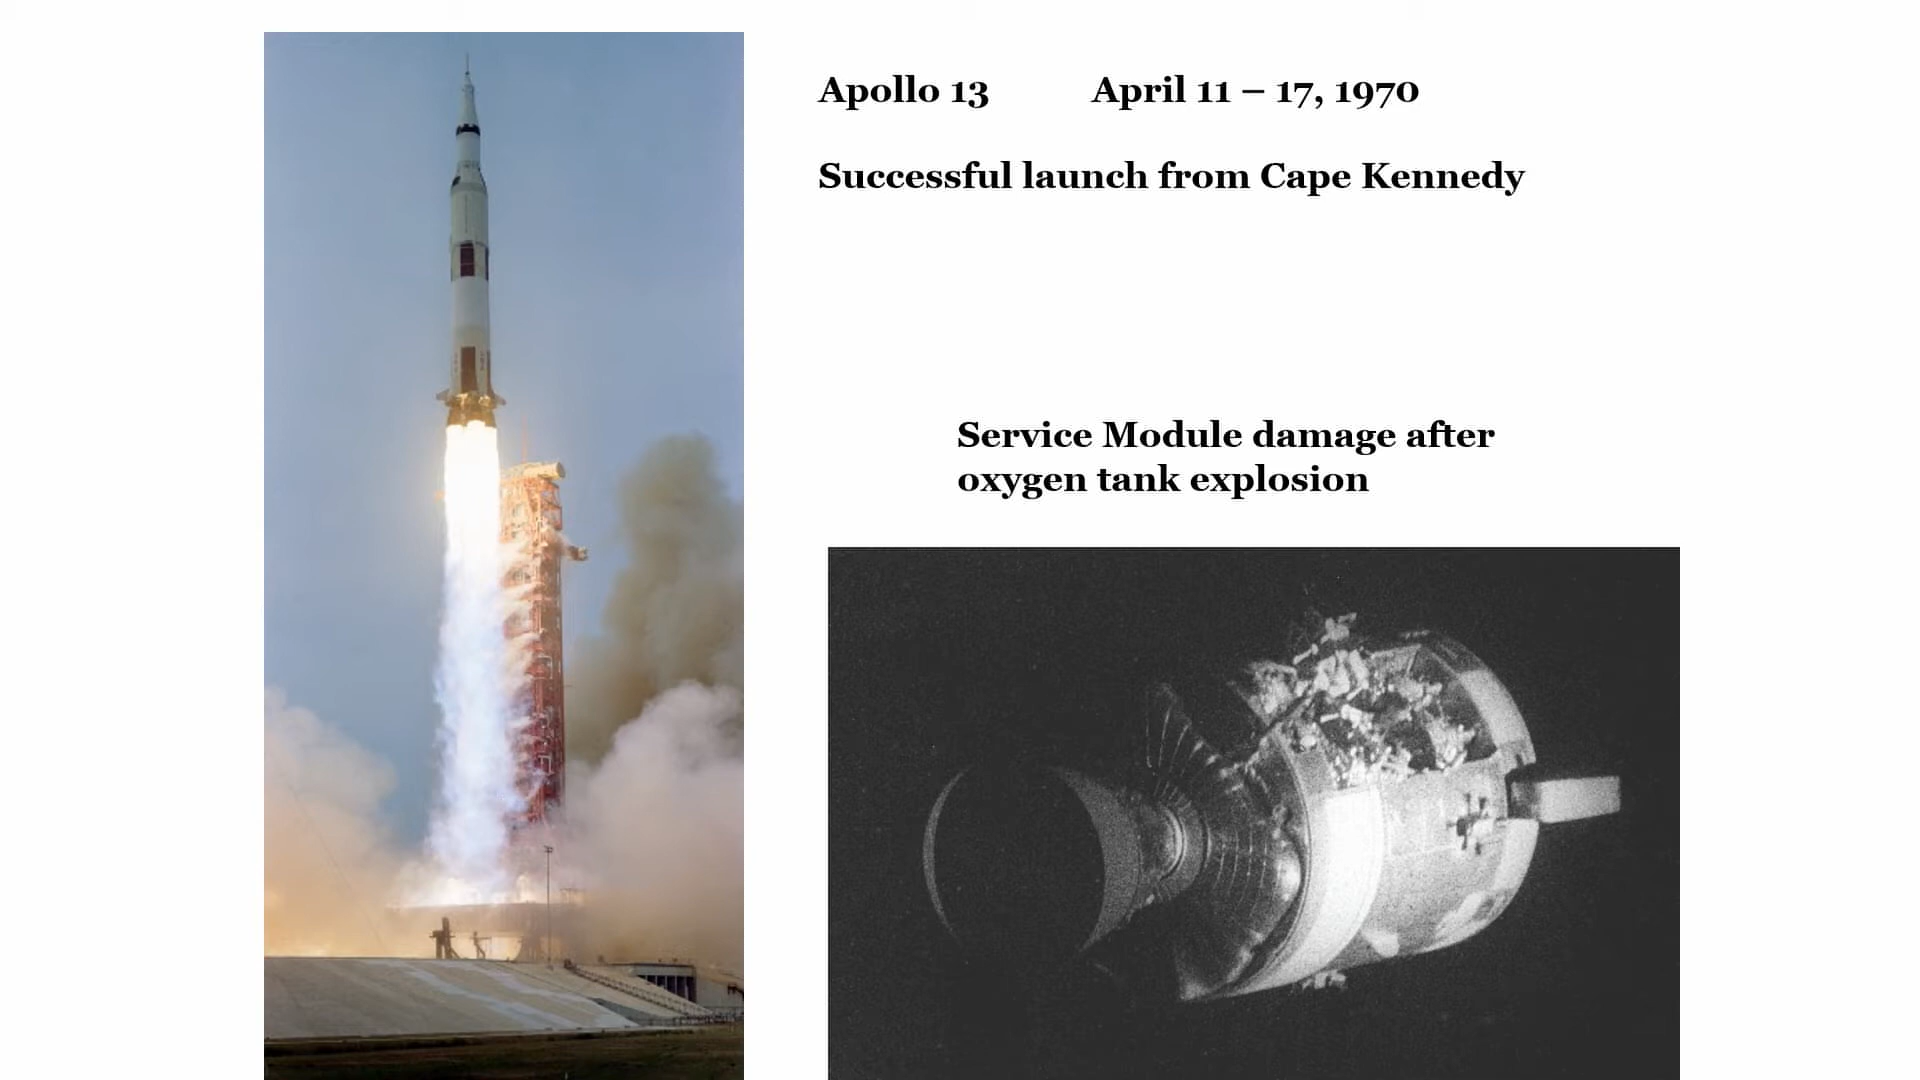 Apollo 13 April 11 – 17, 1970
Successful launch from Cape Kennedy
Service Module damage after
oxygen tank explosion